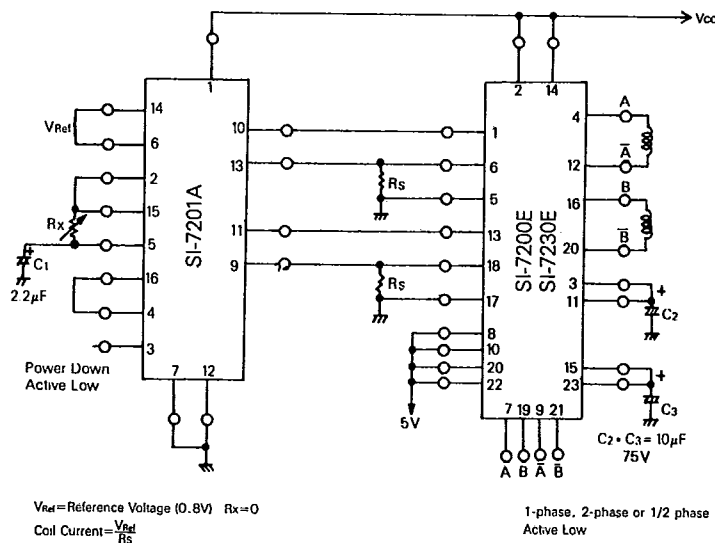 Vcc
1
2
14
14
VRef
6
2
Rx
15
5
C1
2.2μF
16
4
3
Power Down
Active Low
SI-7201A
10
13
11
9
7
12
Rs
Rs
1
6
5
13
18
17
8
10
20
22
5V
SI-7200E
SI-7230E
4
A
12
A̅
16
B
20
B̅
3
11
+
C2
15
23
+
C3
7 19 9 21
A B A̅ B̅
C2 • C3 = 10μF
75V
VRef=Reference Voltage (0.8V) Rx=0
Coil Current=VRef/Rs
1-phase, 2-phase or 1/2 phase
Active Low